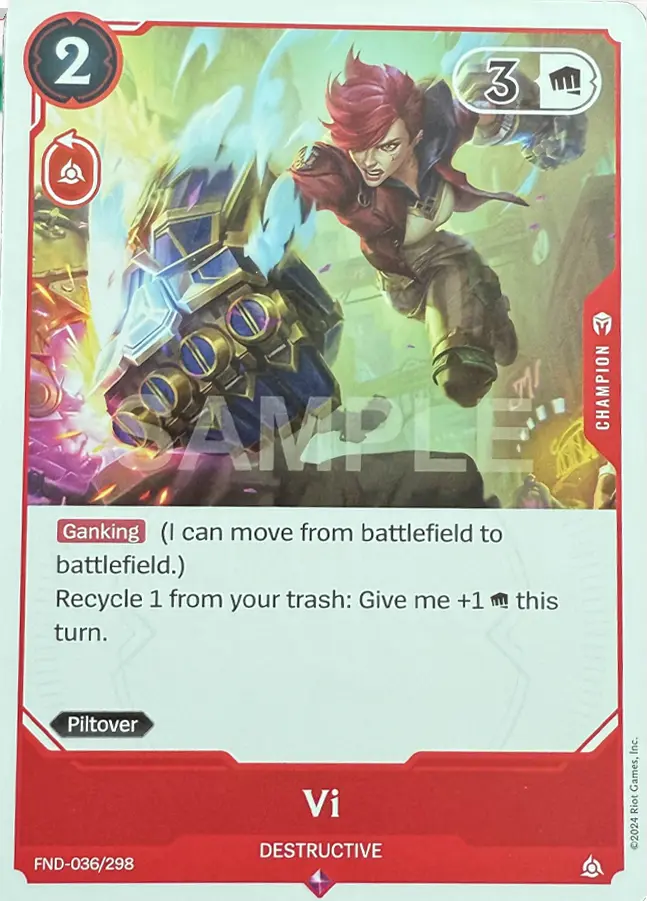 2
3
CHAMPION
SAMPLE
Ganking (I can move from battlefield to
battlefield.)
Recycle 1 from your trash: Give me +1 this
turn.
Piltover
Vi
DESTRUCTIVE
FND-036/298
©2024 Riot Games, Inc.